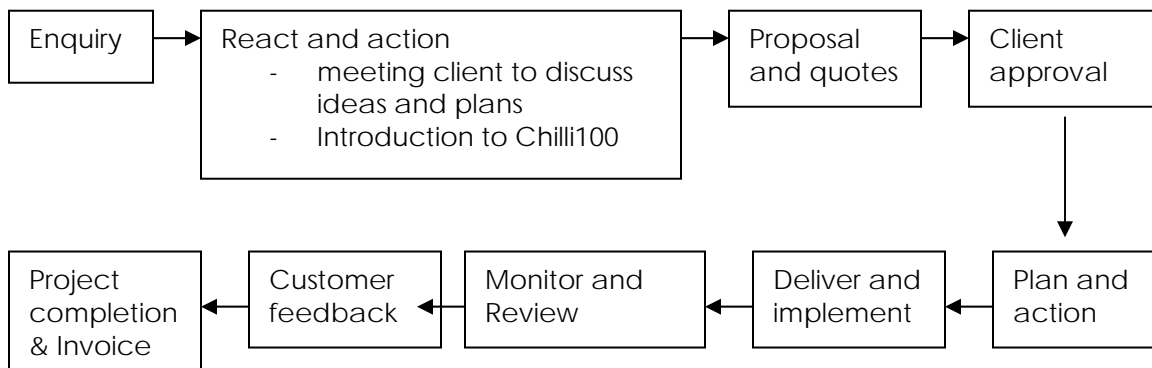 Enquiry
React and action
- meeting client to discuss
ideas and plans
- Introduction to Chilli100
Proposal
and quotes
Client
approval
Plan and
action
Deliver and
implement
Monitor and
Review
Customer
feedback
Project
completion
& Invoice